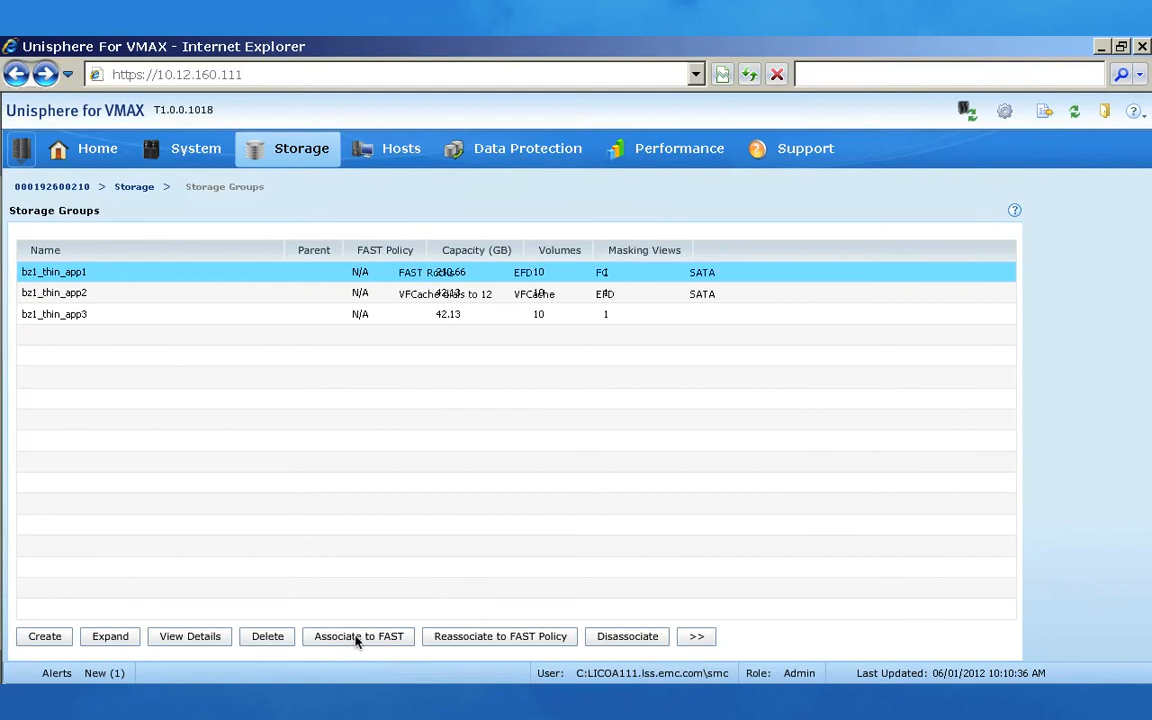 Unisphere For VMAX - Internet Explorer
https://10.12.160.111
Unisphere for VMAX T1.0.0.1018
Home System Storage Hosts Data Protection Performance Support
000192600210 > Storage > Storage Groups
Storage Groups
Name Parent FAST Policy Capacity (GB) Volumes Masking Views
bz1_thin_app1 N/A EFD 10 SATA
bz1_thin_app2 N/A VFCache EFD SATA
bz1_thin_app3 N/A 42.13 10 1
Create Expand View Details Delete Associate to FAST Reassociate to FAST Policy Disassociate >>
Alerts New (1) User: C:LICOA111.lss.emc.com\smc Role: Admin Last Updated: 06/01/2012 10:10:36 AM